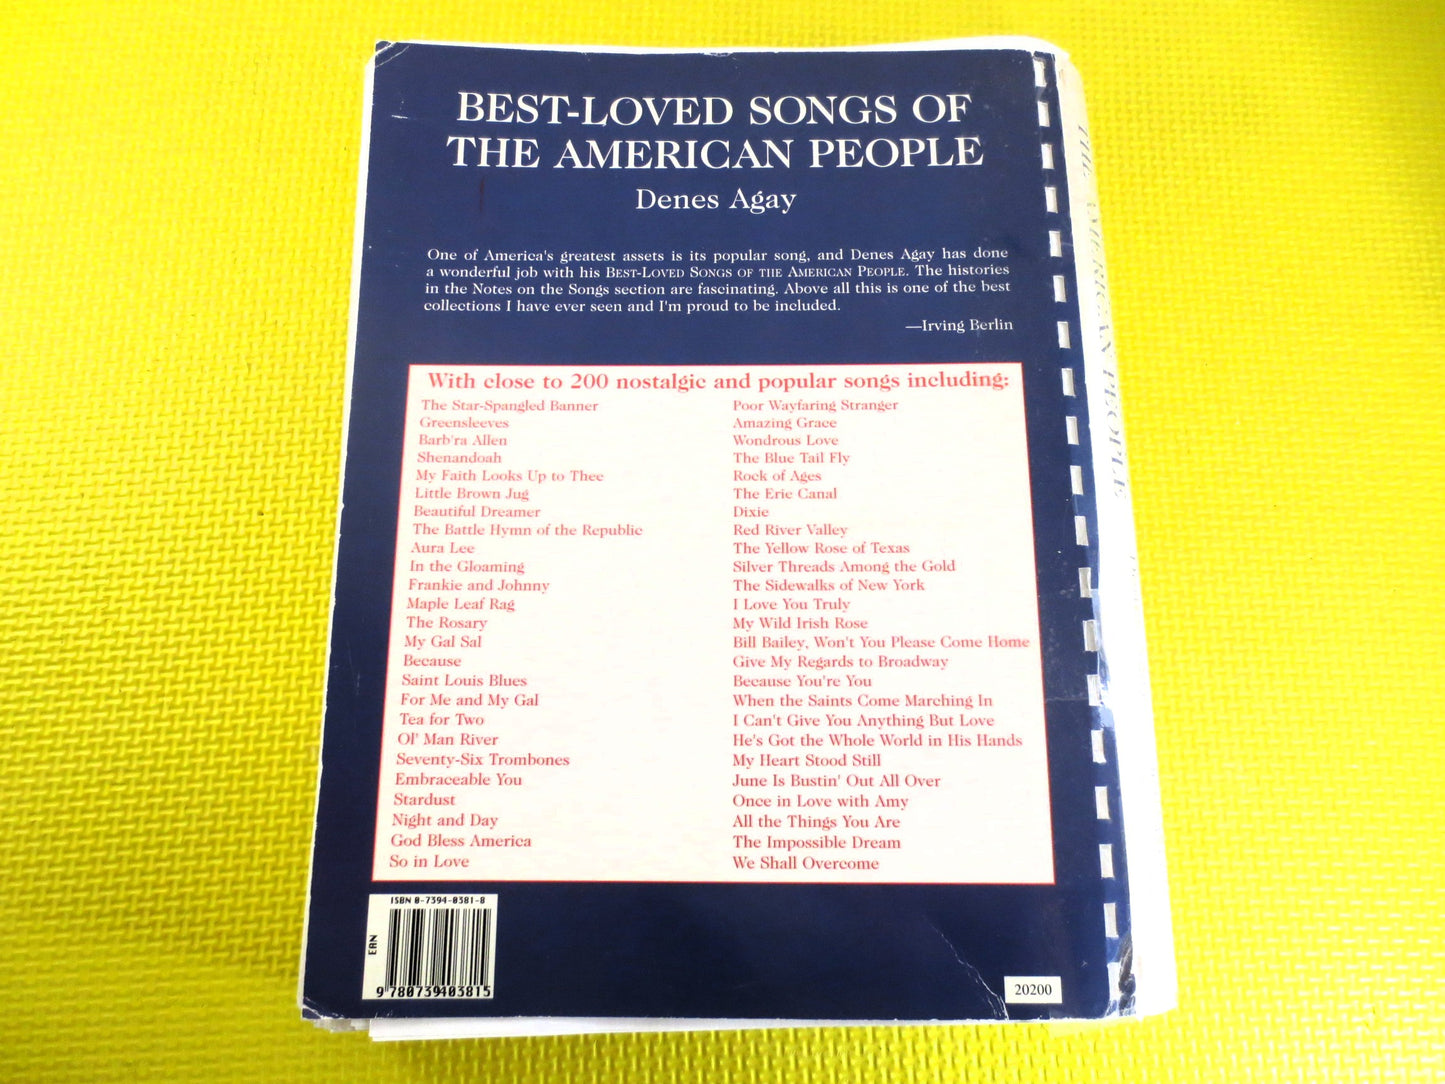 BEST-LOVED SONGS OF
THE AMERICAN PEOPLE
Denes Agay
One of America's greatest assets is its popular song, and Denes Agay has done
a wonderful job with his BEST-LOVED SONGS OF THE AMERICAN PEOPLE. The histories
in the Notes on the Songs section are fascinating. Above all this is one of the best
collections I have ever seen and I'm proud to be included.
—Irving Berlin
With close to 200 nostalgic and popular songs including:
The Star-Spangled Banner
Greensleeves
Barb'ra Allen
Shenandoah
My Faith Looks Up to Thee
Little Brown Jug
Beautiful Dreamer
The Battle Hymn of the Republic
Aura Lee
In the Gloaming
Frankie and Johnny
Maple Leaf Rag
The Rosary
My Gal Sal
Because
Saint Louis Blues
For Me and My Gal
Tea for Two
Ol' Man River
Seventy-Six Trombones
Embraceable You
Stardust
Night and Day
God Bless America
So in Love
Poor Wayfaring Stranger
Amazing Grace
Wondrous Love
The Blue Tail Fly
Rock of Ages
The Erie Canal
Dixie
Red River Valley
The Yellow Rose of Texas
Silver Threads Among the Gold
The Sidewalks of New York
I Love You Truly
My Wild Irish Rose
Bill Bailey, Won't You Please Come Home
Give My Regards to Broadway
Because You're You
When the Saints Come Marching In
I Can't Give You Anything But Love
He's Got the Whole World in His Hands
My Heart Stood Still
June Is Bustin' Out All Over
Once in Love with Amy
All the Things You Are
The Impossible Dream
We Shall Overcome
ISBN 0-7394-0381-8
EAN
9 780739403815
20200
THE AMERICAN PEOPLE